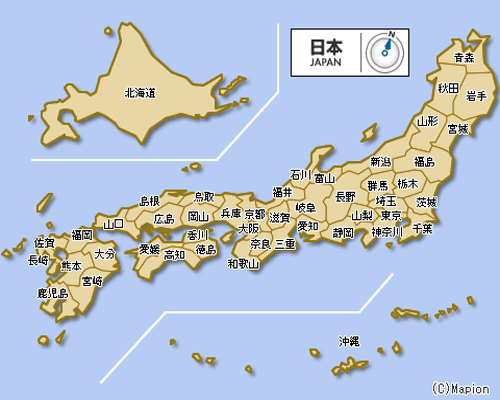 N
日本
JAPAN
北海道
青森
秋田
岩手
山形
宮城
新潟
福島
石川
富山
福井
長野
群馬
栃木
岐阜
埼玉
茨城
山梨
東京
愛知
静岡
神奈川
千葉
島根
鳥取
兵庫
京都
滋賀
山口
広島
岡山
大阪
香川
奈良
三重
愛媛
高知
徳島
和歌山
佐賀
福岡
長崎
熊本
大分
鹿児島
宮崎
沖縄
(C)Mapion